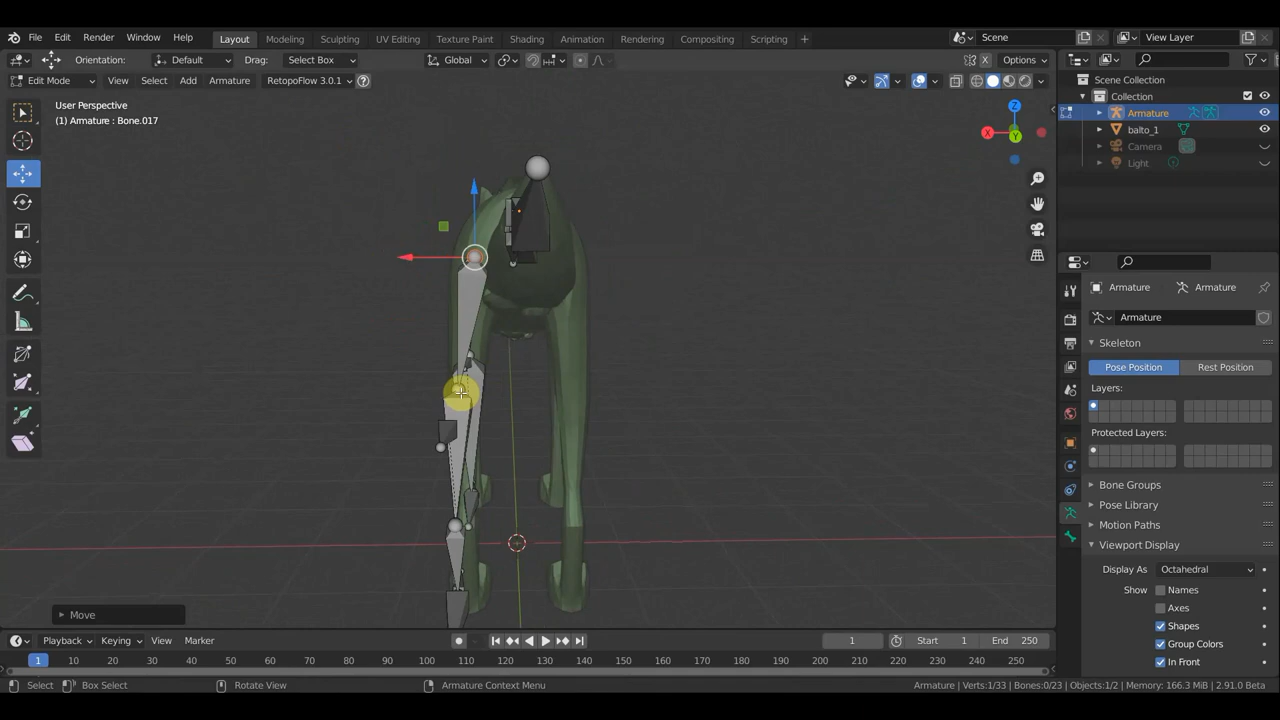 File Edit Render Window Help Layout Modeling Sculpting UV Editing Texture Paint Shading Animation Rendering Compositing Scripting + Scene View Layer
Orientation: Default Drag: Select Box Global X Options
Edit Mode View Select Add Armature RetopoFlow 3.0.1 ?
User Perspective
(1) Armature : Bone.017
Z
X
Y
Scene Collection
Collection
Armature
balto_1
Camera
Light
Armature Armature
Armature
Skeleton
Pose Position Rest Position
Layers:
Protected Layers:
Bone Groups
Pose Library
Motion Paths
Viewport Display
Display As Octahedral
Show Names
Axes
Shapes
Group Colors
In Front
Move
Playback Keying View Marker 1 Start 1 End 250
1 10 20 30 40 50 60 70 80 90 100 110 120 130 140 150 160 170 180 190 200 210 220 230 240 250
Select Box Select Rotate View Armature Context Menu Armature | Verts:1/33 | Bones:0/23 | Objects:1/2 | Memory: 166.3 MiB | 2.91.0 Beta